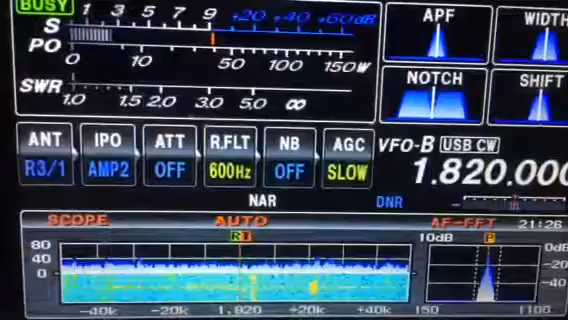 BUSY
S 1 3 5 7 9 +20 +40 +60dB
PO
0 10 50 100 150W
SWR
1.0 1.5 2.0 3.0 5.0 ∞
APF WIDTH
NOTCH SHIFT
ANT IPO ATT R.FLT NB AGC
R3/1 AMP2 OFF 600Hz OFF SLOW
VFO-B USB CW
1.820.000
NAR DNR
SCOPE AUTO AF-FFT 21:26
80
40
0
-40k -20k 1.820 +20k +40k
10dB 0dB
-20
-40
150 1100